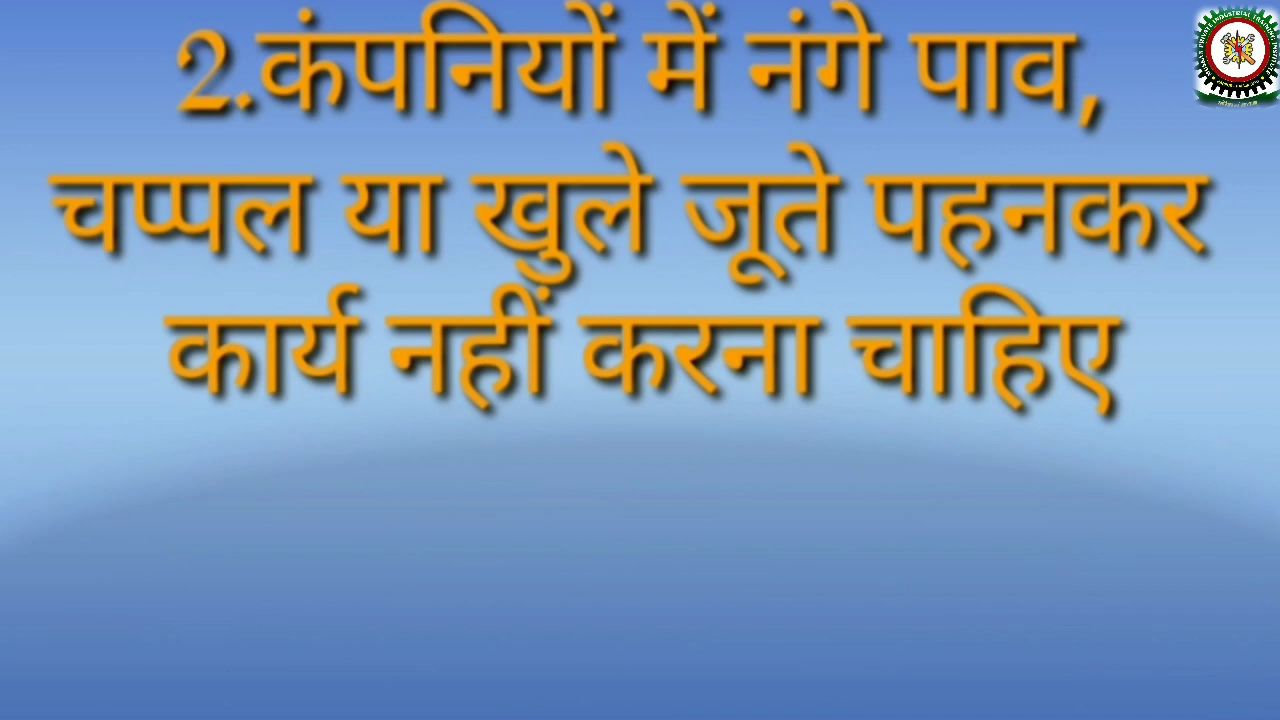 2.कंपनियों में नंगे पाव,
चप्पल या खुले जूते पहनकर
कार्य नहीं करना चाहिए